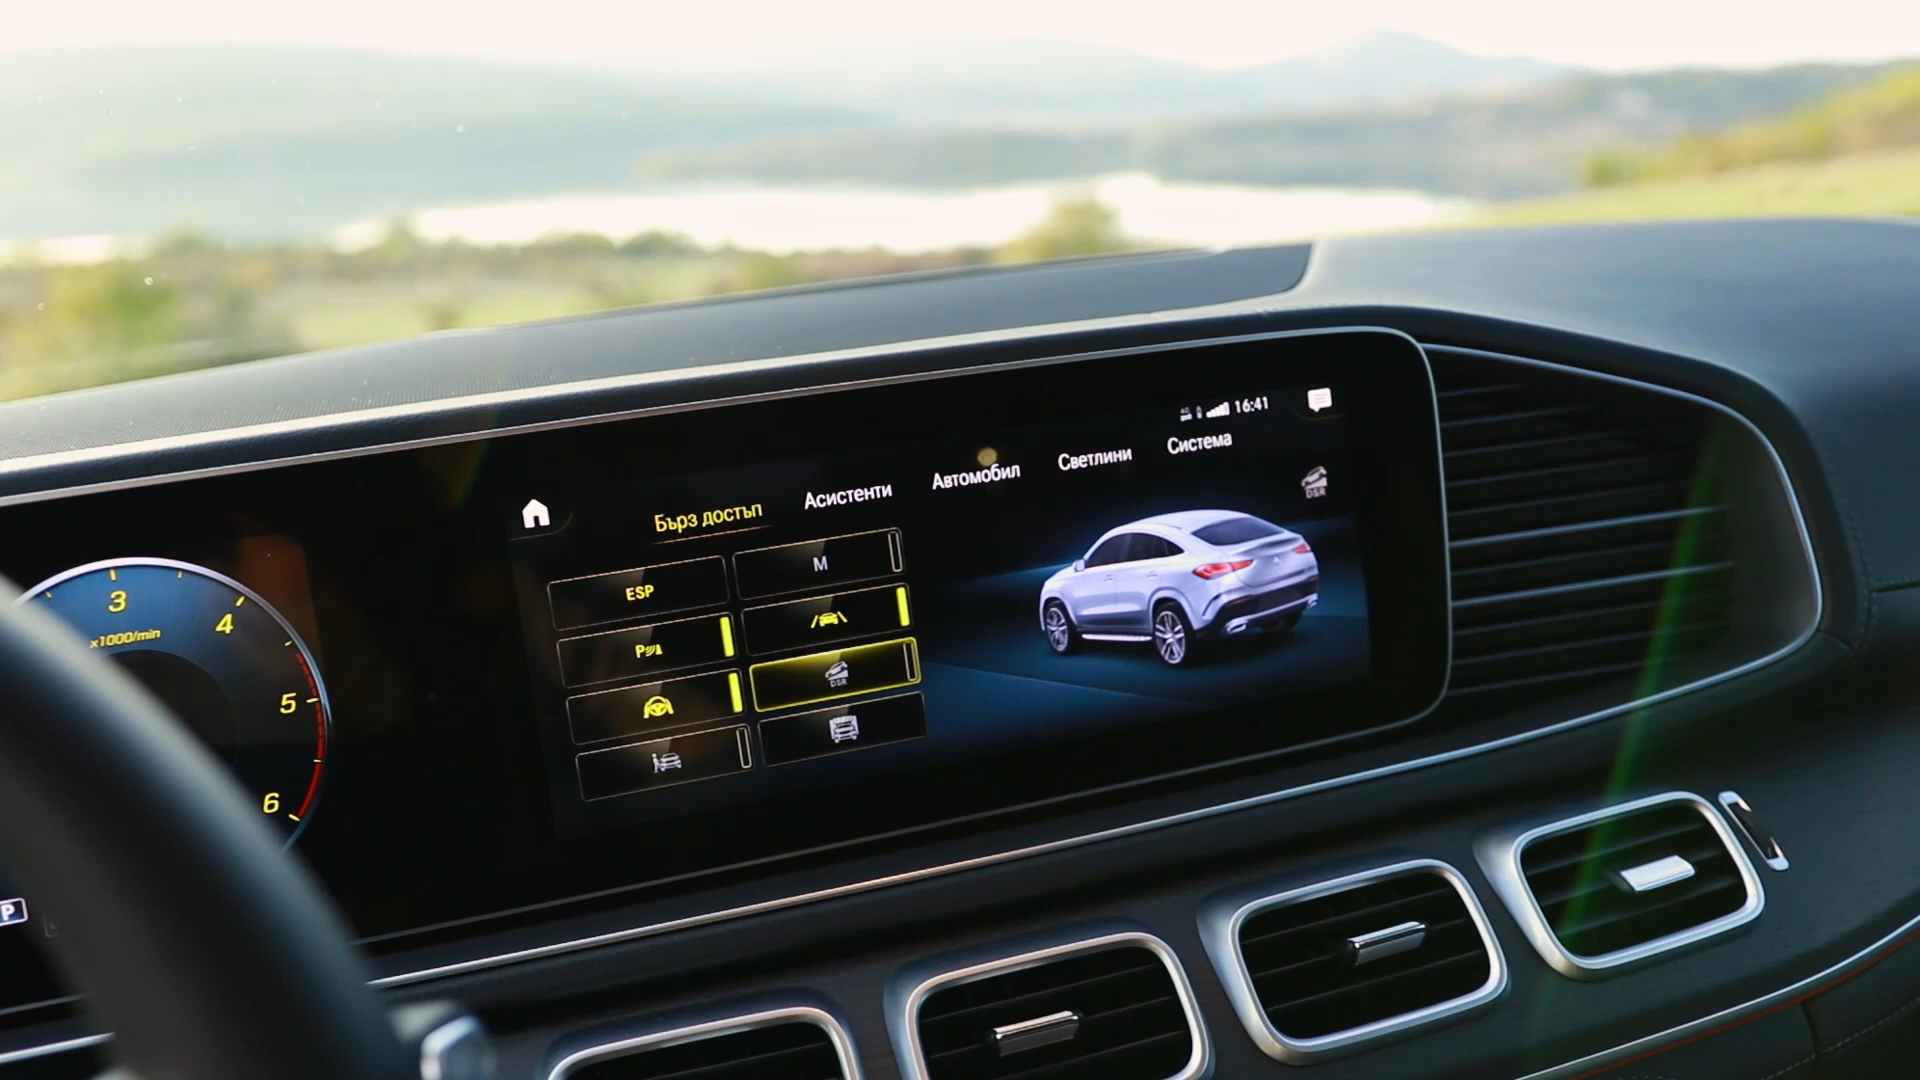 16:41
Бърз достъп
Асистенти
Автомобил
Светлини
Система
DSR
ESP
M
P
DSR
3
4
5
6
x1000/min
P